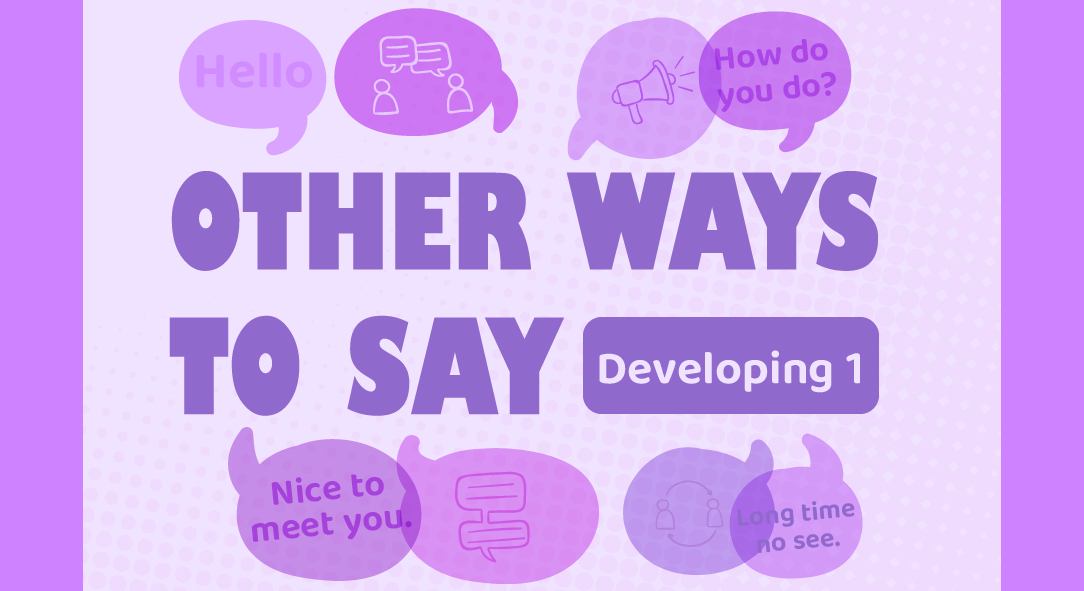 Hello
How do
you do?
OTHER WAYS
TO SAY
Developing 1
Nice to
meet you.
Long time
no see.